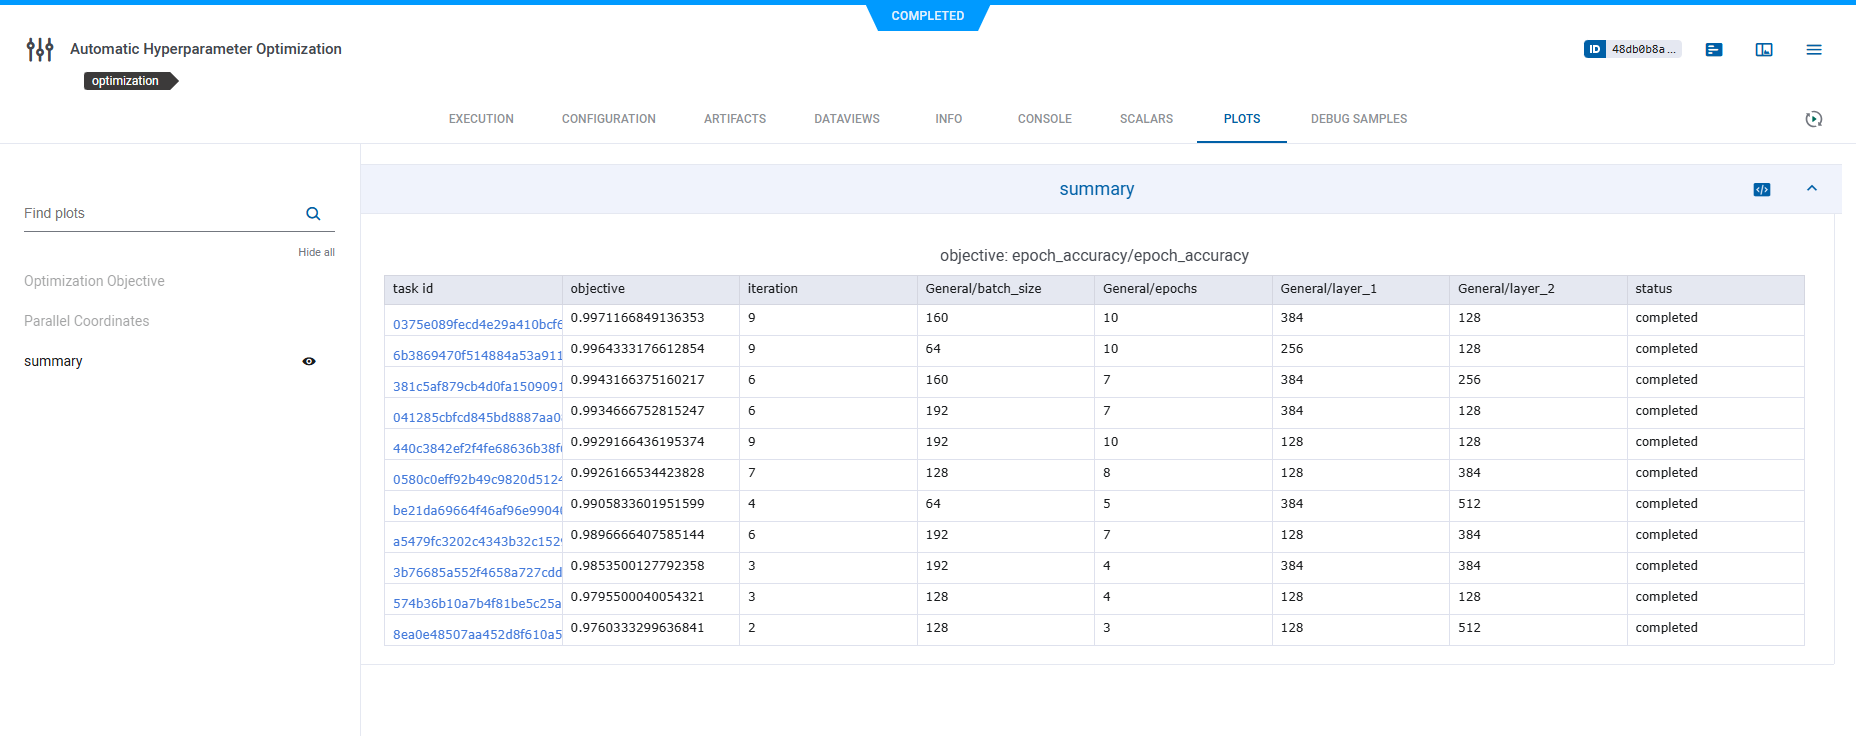 COMPLETED
Automatic Hyperparameter Optimization
ID 48db0b8a ...
optimization
EXECUTION CONFIGURATION ARTIFACTS DATAVIEWS INFO CONSOLE SCALARS PLOTS DEBUG SAMPLES
Find plots
Hide all
Optimization Objective
Parallel Coordinates
summary
summary
objective: epoch_accuracy/epoch_accuracy
task id objective iteration General/batch_size General/epochs General/layer_1 General/layer_2 status
0375e089fecd4e29a410bcf6 0.9971166849136353 9 160 10 384 128 completed
6b3869470f514884a53a911 0.9964333176612854 9 64 10 256 128 completed
381c5af879cb4d0fa1509091 0.9943166375160217 6 160 7 384 256 completed
041285cbfcd845bd8887aa0 0.9934666752815247 6 192 7 384 128 completed
440c3842ef2f4fe68636b38f 0.9929166436195374 9 192 10 128 128 completed
0580c0eff92b49c9820d5124 0.9926166534423828 7 128 8 128 384 completed
be21da69664f46af96e9904 0.9905833601951599 4 64 5 384 512 completed
a5479fc3202c4343b32c152 0.9896666407585144 6 192 7 128 384 completed
3b76685a552f4658a727cdd 0.9853500127792358 3 192 4 384 384 completed
574b36b10a7b4f81be5c25a 0.9795500040054321 3 128 4 128 128 completed
8ea0e48507aa452d8f610a5 0.9760333299636841 2 128 3 128 512 completed